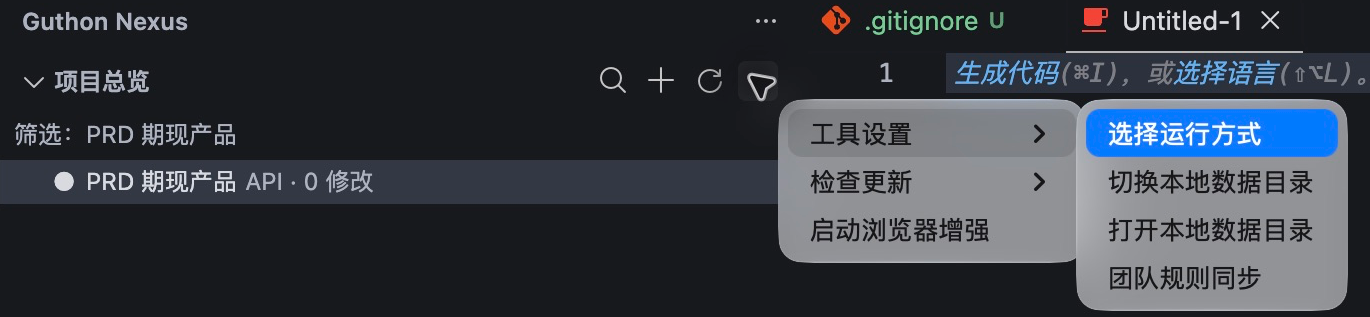 Guthon Nexus
···
.gitignore U
Untitled-1
项目总览
1
生成代码(⌘I)，或选择语言(⇧⌥L)。
筛选：PRD 期现产品
PRD 期现产品 API · 0 修改
工具设置
检查更新
启动浏览器增强
选择运行方式
切换本地数据目录
打开本地数据目录
团队规则同步